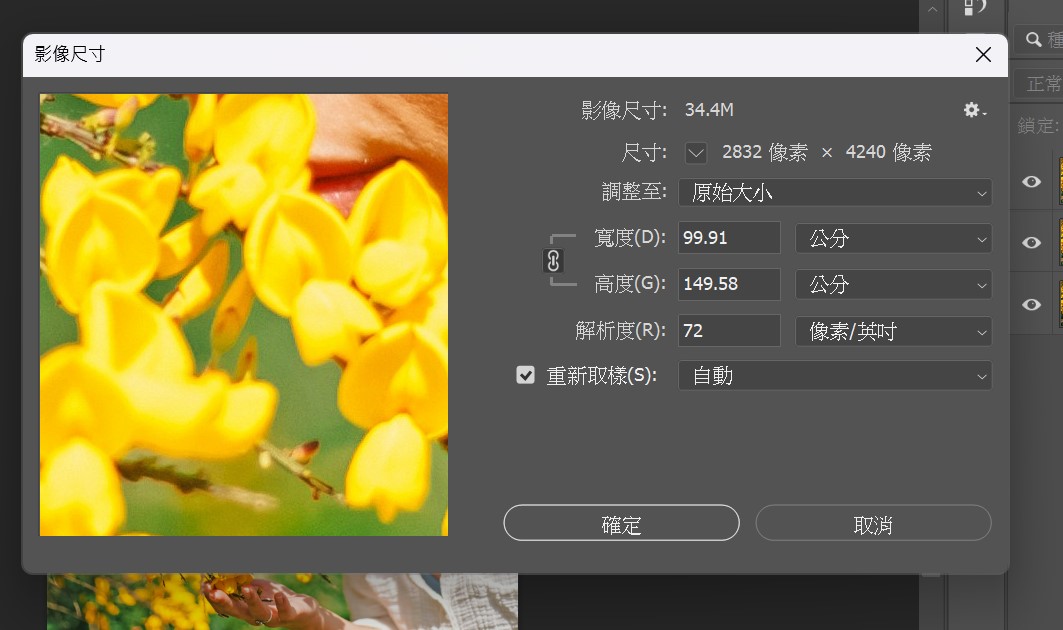 影像尺寸
種
正常
鎖定:
影像尺寸: 34.4M
尺寸: 2832 像素 × 4240 像素
調整至: 原始大小
寬度(D): 99.91 公分
高度(G): 149.58 公分
解析度(R): 72 像素/英吋
重新取樣(S): 自動
確定 取消